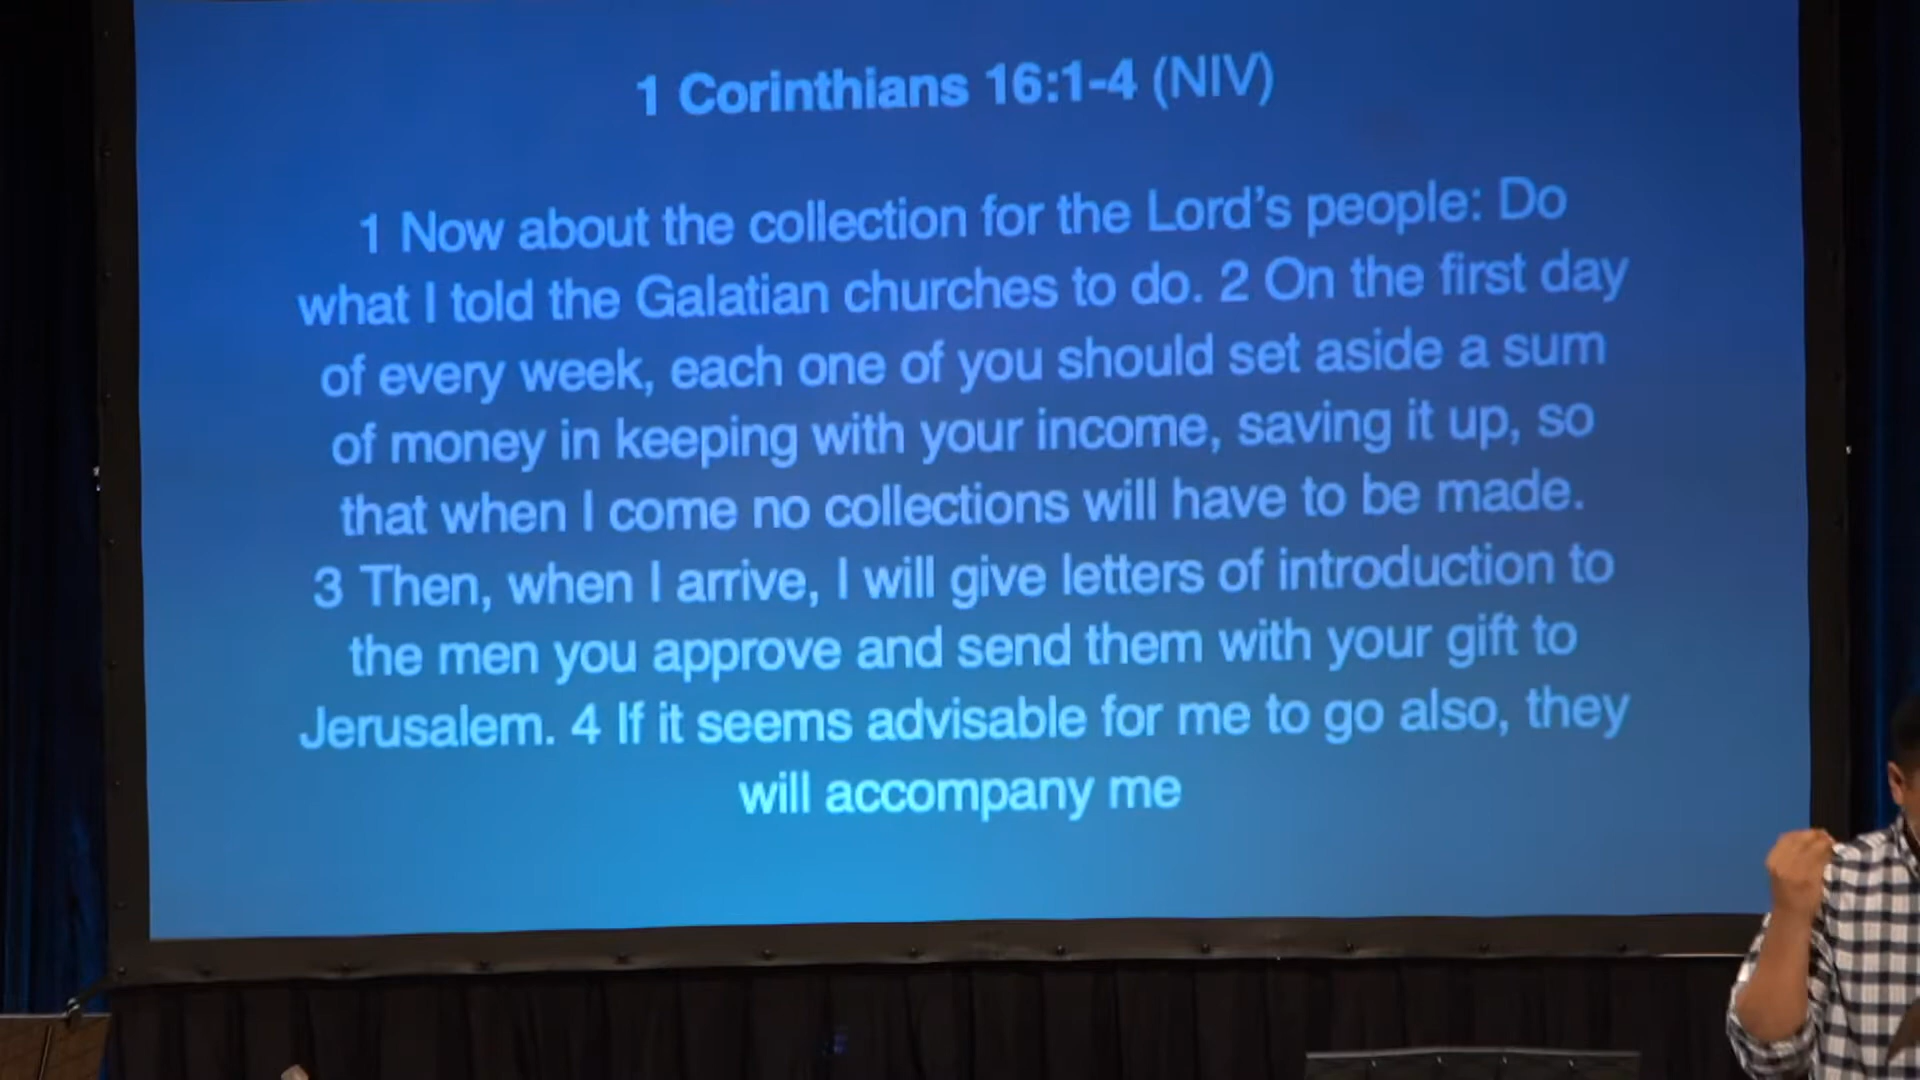 1 Corinthians 16:1-4 (NIV)
1 Now about the collection for the Lord’s people: Do
what I told the Galatian churches to do. 2 On the first day
of every week, each one of you should set aside a sum
of money in keeping with your income, saving it up, so
that when I come no collections will have to be made.
3 Then, when I arrive, I will give letters of introduction to
the men you approve and send them with your gift to
Jerusalem. 4 If it seems advisable for me to go also, they
will accompany me